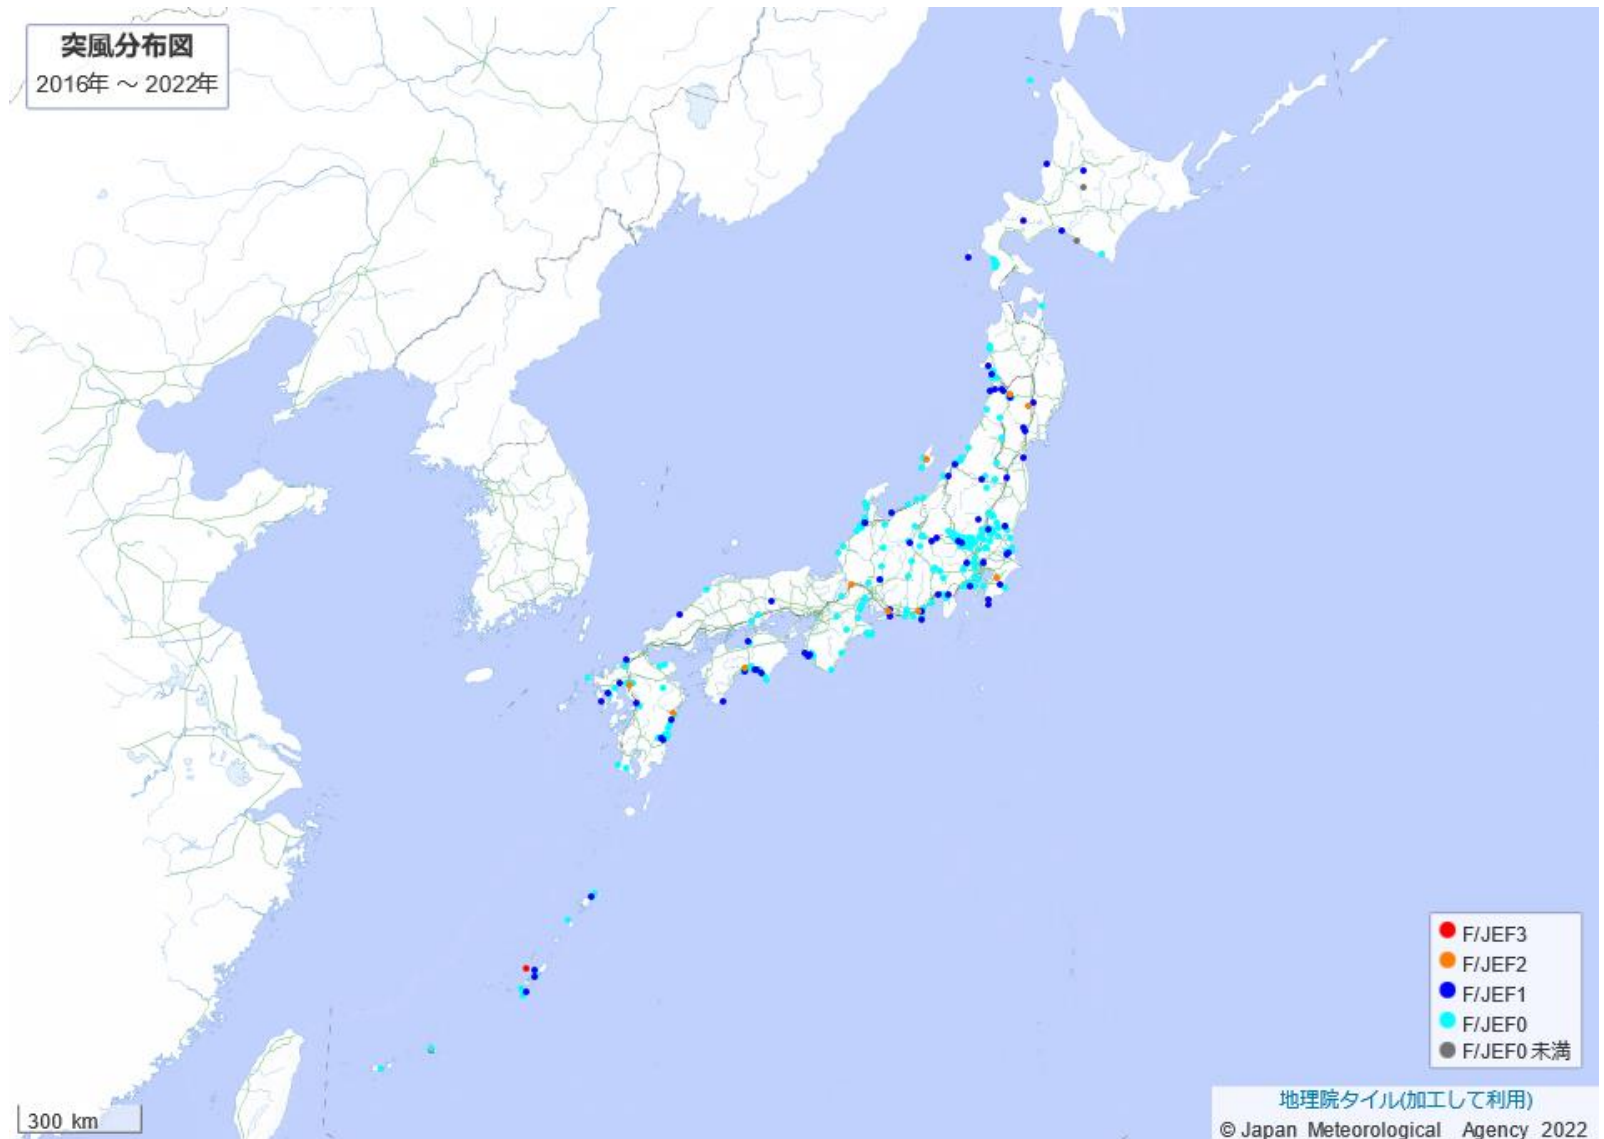 突風分布図
2016年 ～ 2022年
F/JEF3
F/JEF2
F/JEF1
F/JEF0
F/JEF0 未満
300 km
地理院タイル(加工して利用)
© Japan Meteorological Agency 2022